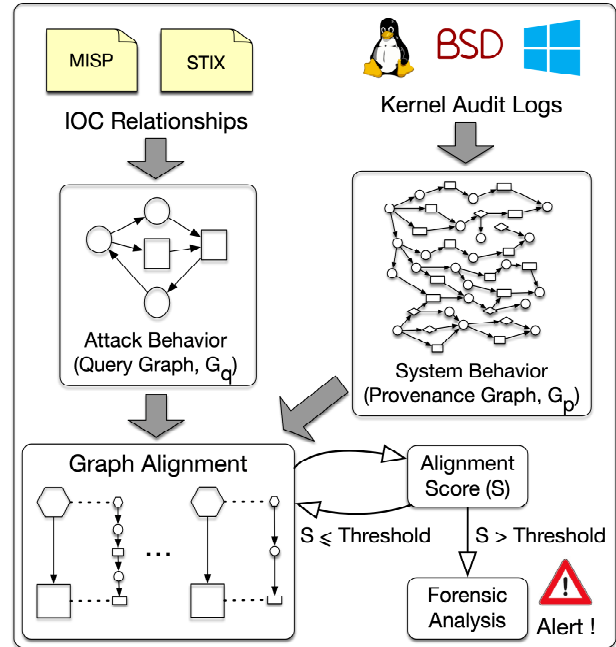 MISP
STIX
BSD
IOC Relationships
Kernel Audit Logs
Attack Behavior
(Query Graph, Gq)
System Behavior
(Provenance Graph, Gp)
Graph Alignment
...
Alignment
Score (S)
S ⩽ Threshold
S > Threshold
Forensic
Analysis
Alert !